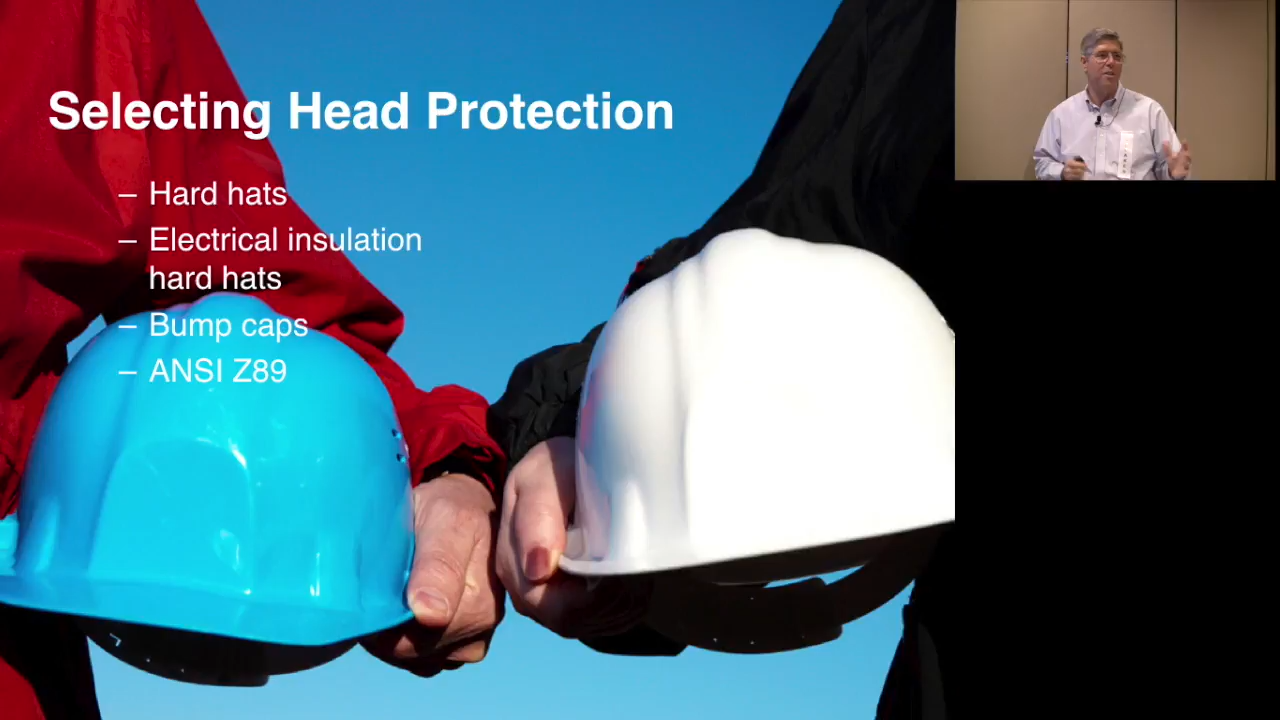 Selecting Head Protection
– Hard hats
– Electrical insulation
hard hats
– Bump caps
– ANSI Z89